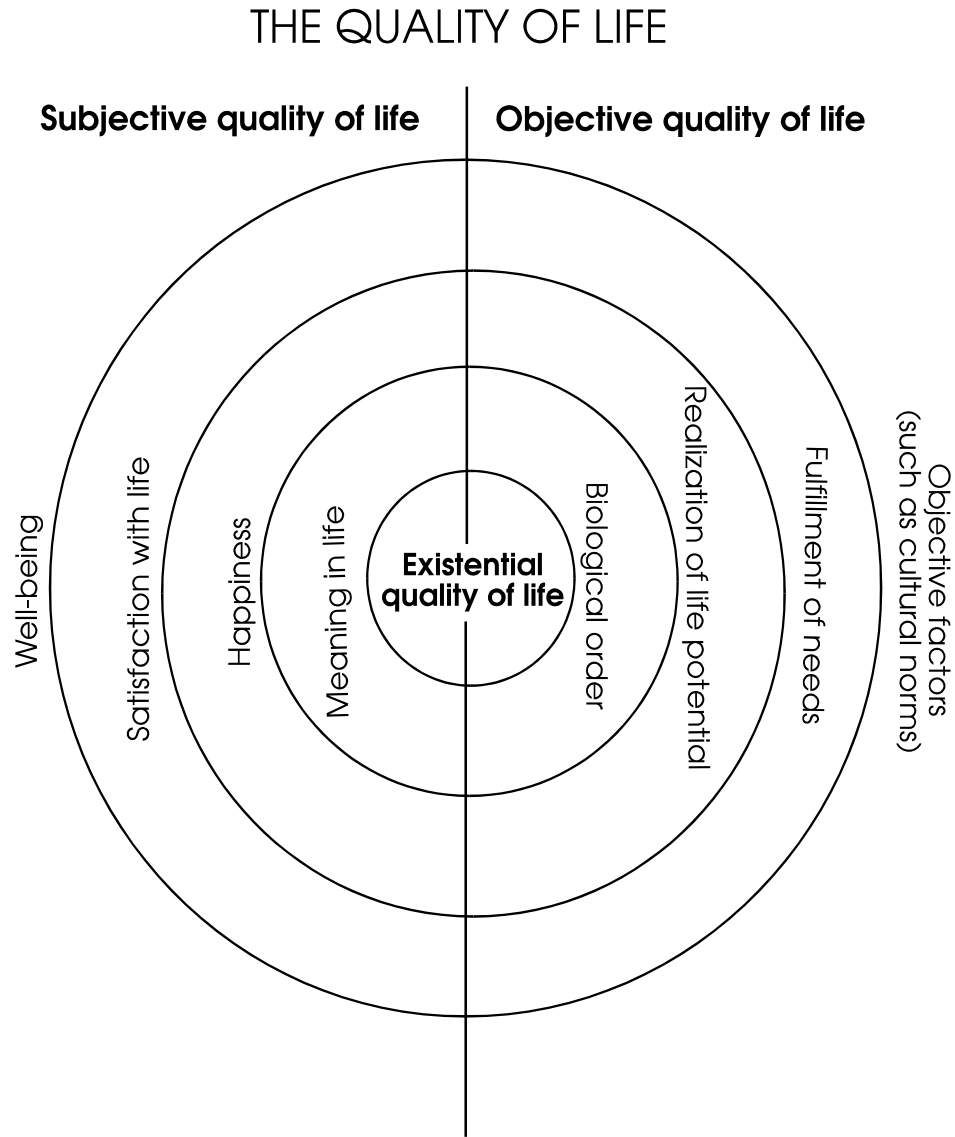 THE QUALITY OF LIFE
Subjective quality of life
Objective quality of life
Well-being
Satisfaction with life
Happiness
Meaning in life
Existential
quality of life
Biological order
Realization of life potential
Fulfillment of needs
Objective factors
(such as cultural norms)